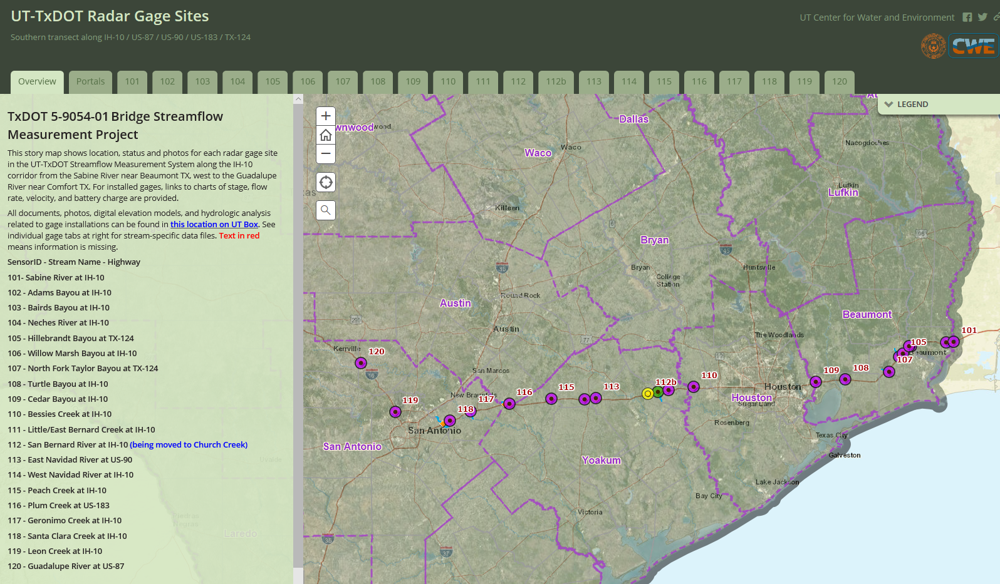 UT-TxDOT Radar Gage Sites
Southern transect along IH-10 / US-87 / US-90 / US-183 / TX-124
UT Center for Water and Environment
CWE
Overview
Portals
101
102
103
104
105
106
107
108
109
110
111
112
112b
113
114
115
116
117
118
119
120
TxDOT 5-9054-01 Bridge Streamflow
Measurement Project
This story map shows location, status and photos for each radar gage site
in the UT-TxDOT Streamflow Measurement System along the IH-10
corridor from the Sabine River near Beaumont TX, west to the Guadalupe
River near Comfort TX. For installed gages, links to charts of stage, flow
rate, velocity, and battery charge are provided.
All documents, photos, digital elevation models, and hydrologic analysis
related to gage installations can be found in this location on UT Box. See
individual gage tabs at right for stream-specific data files. Text in red
means information is missing.
SensorID - Stream Name - Highway
101- Sabine River at IH-10
102 - Adams Bayou at IH-10
103 - Bairds Bayou at IH-10
104 - Neches River at IH-10
105 - Hillebrandt Bayou at TX-124
106 - Willow Marsh Bayou at IH-10
107 - North Fork Taylor Bayou at TX-124
108 - Turtle Bayou at IH-10
109 - Cedar Bayou at IH-10
110 - Bessies Creek at IH-10
111 - Little/East Bernard Creek at IH-10
112 - San Bernard River at IH-10 (being moved to Church Creek)
113 - East Navidad River at US-90
114 - West Navidad River at IH-10
115 - Peach Creek at IH-10
116 - Plum Creek at US-183
117 - Geronimo Creek at IH-10
118 - Santa Clara Creek at IH-10
119 - Leon Creek at IH-10
120 - Guadalupe River at US-87
Uvalde
Piedras
Negras
Laredo
LEGEND
Dallas
wnwood
wood
Waco
Waco
Nacogdoches
Lufkin
Lufkin
Killeen
6
96
Bryan
45
35
Bryan
College
Station
Huntsville
Round Rock
Austin
Beaumont
290
Austin
The Woodlands
101
77
Kerrville
120
105
Beaumont
99
107
10
San Marcos
109
108
112b
110
115
113
116
Houston
New Braunfels
117
119
Houston
Sugar Land
118
San Antonio
Rosenberg
Texas City
San Antonio
Galveston
Yoakum
Lake Jackson
Bay City
Victoria
35
37